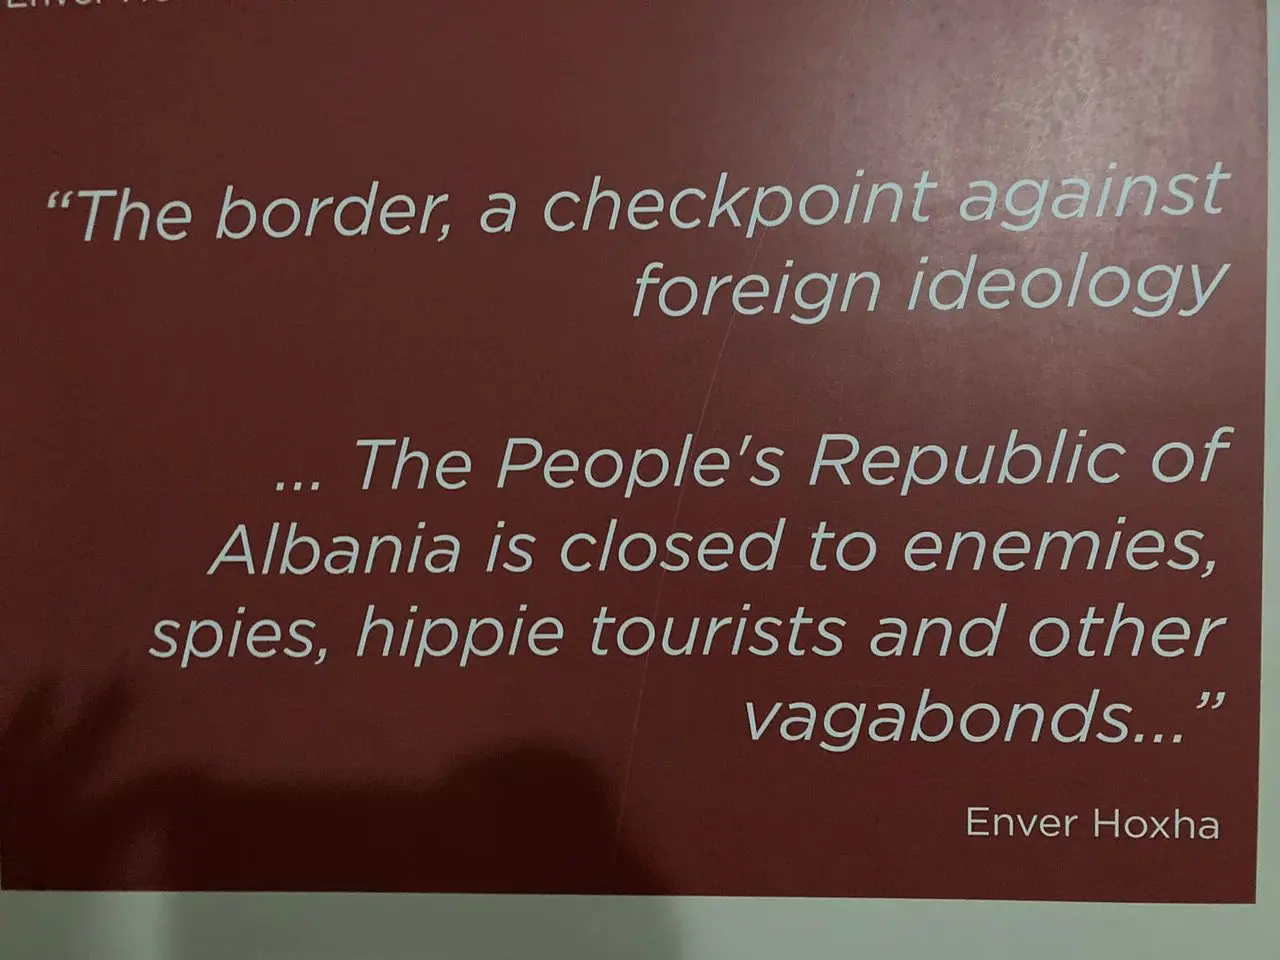 Enver
“The border, a checkpoint against
foreign ideology
... The People's Republic of
Albania is closed to enemies,
spies, hippie tourists and other
vagabonds...”
Enver Hoxha